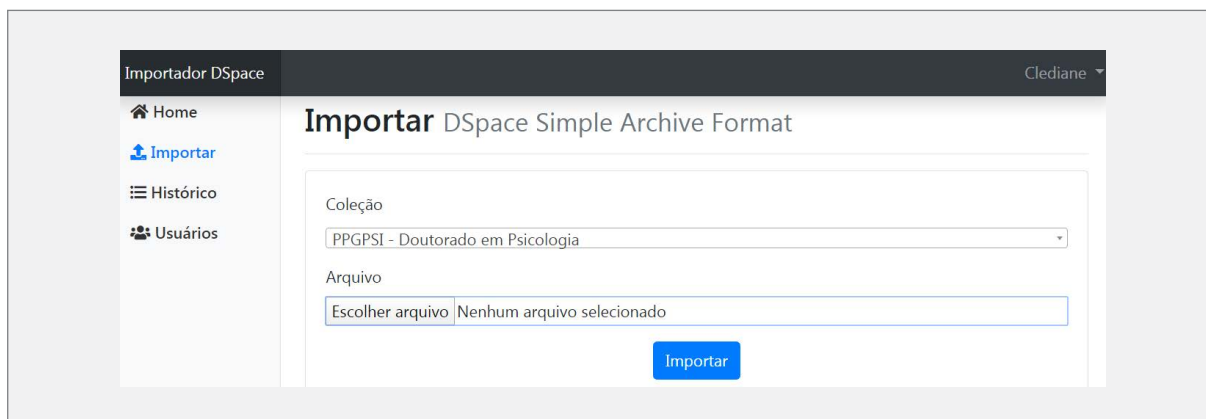 Importador DSpace
Clediane
Home
Importar
Histórico
Usuários
Importar DSpace Simple Archive Format
Coleção
PPGPSI - Doutorado em Psicologia
Arquivo
Escolher arquivo Nenhum arquivo selecionado
Importar